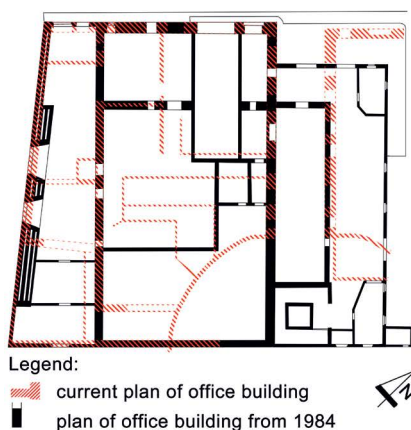 Legend:
current plan of office building
N
plan of office building from 1984